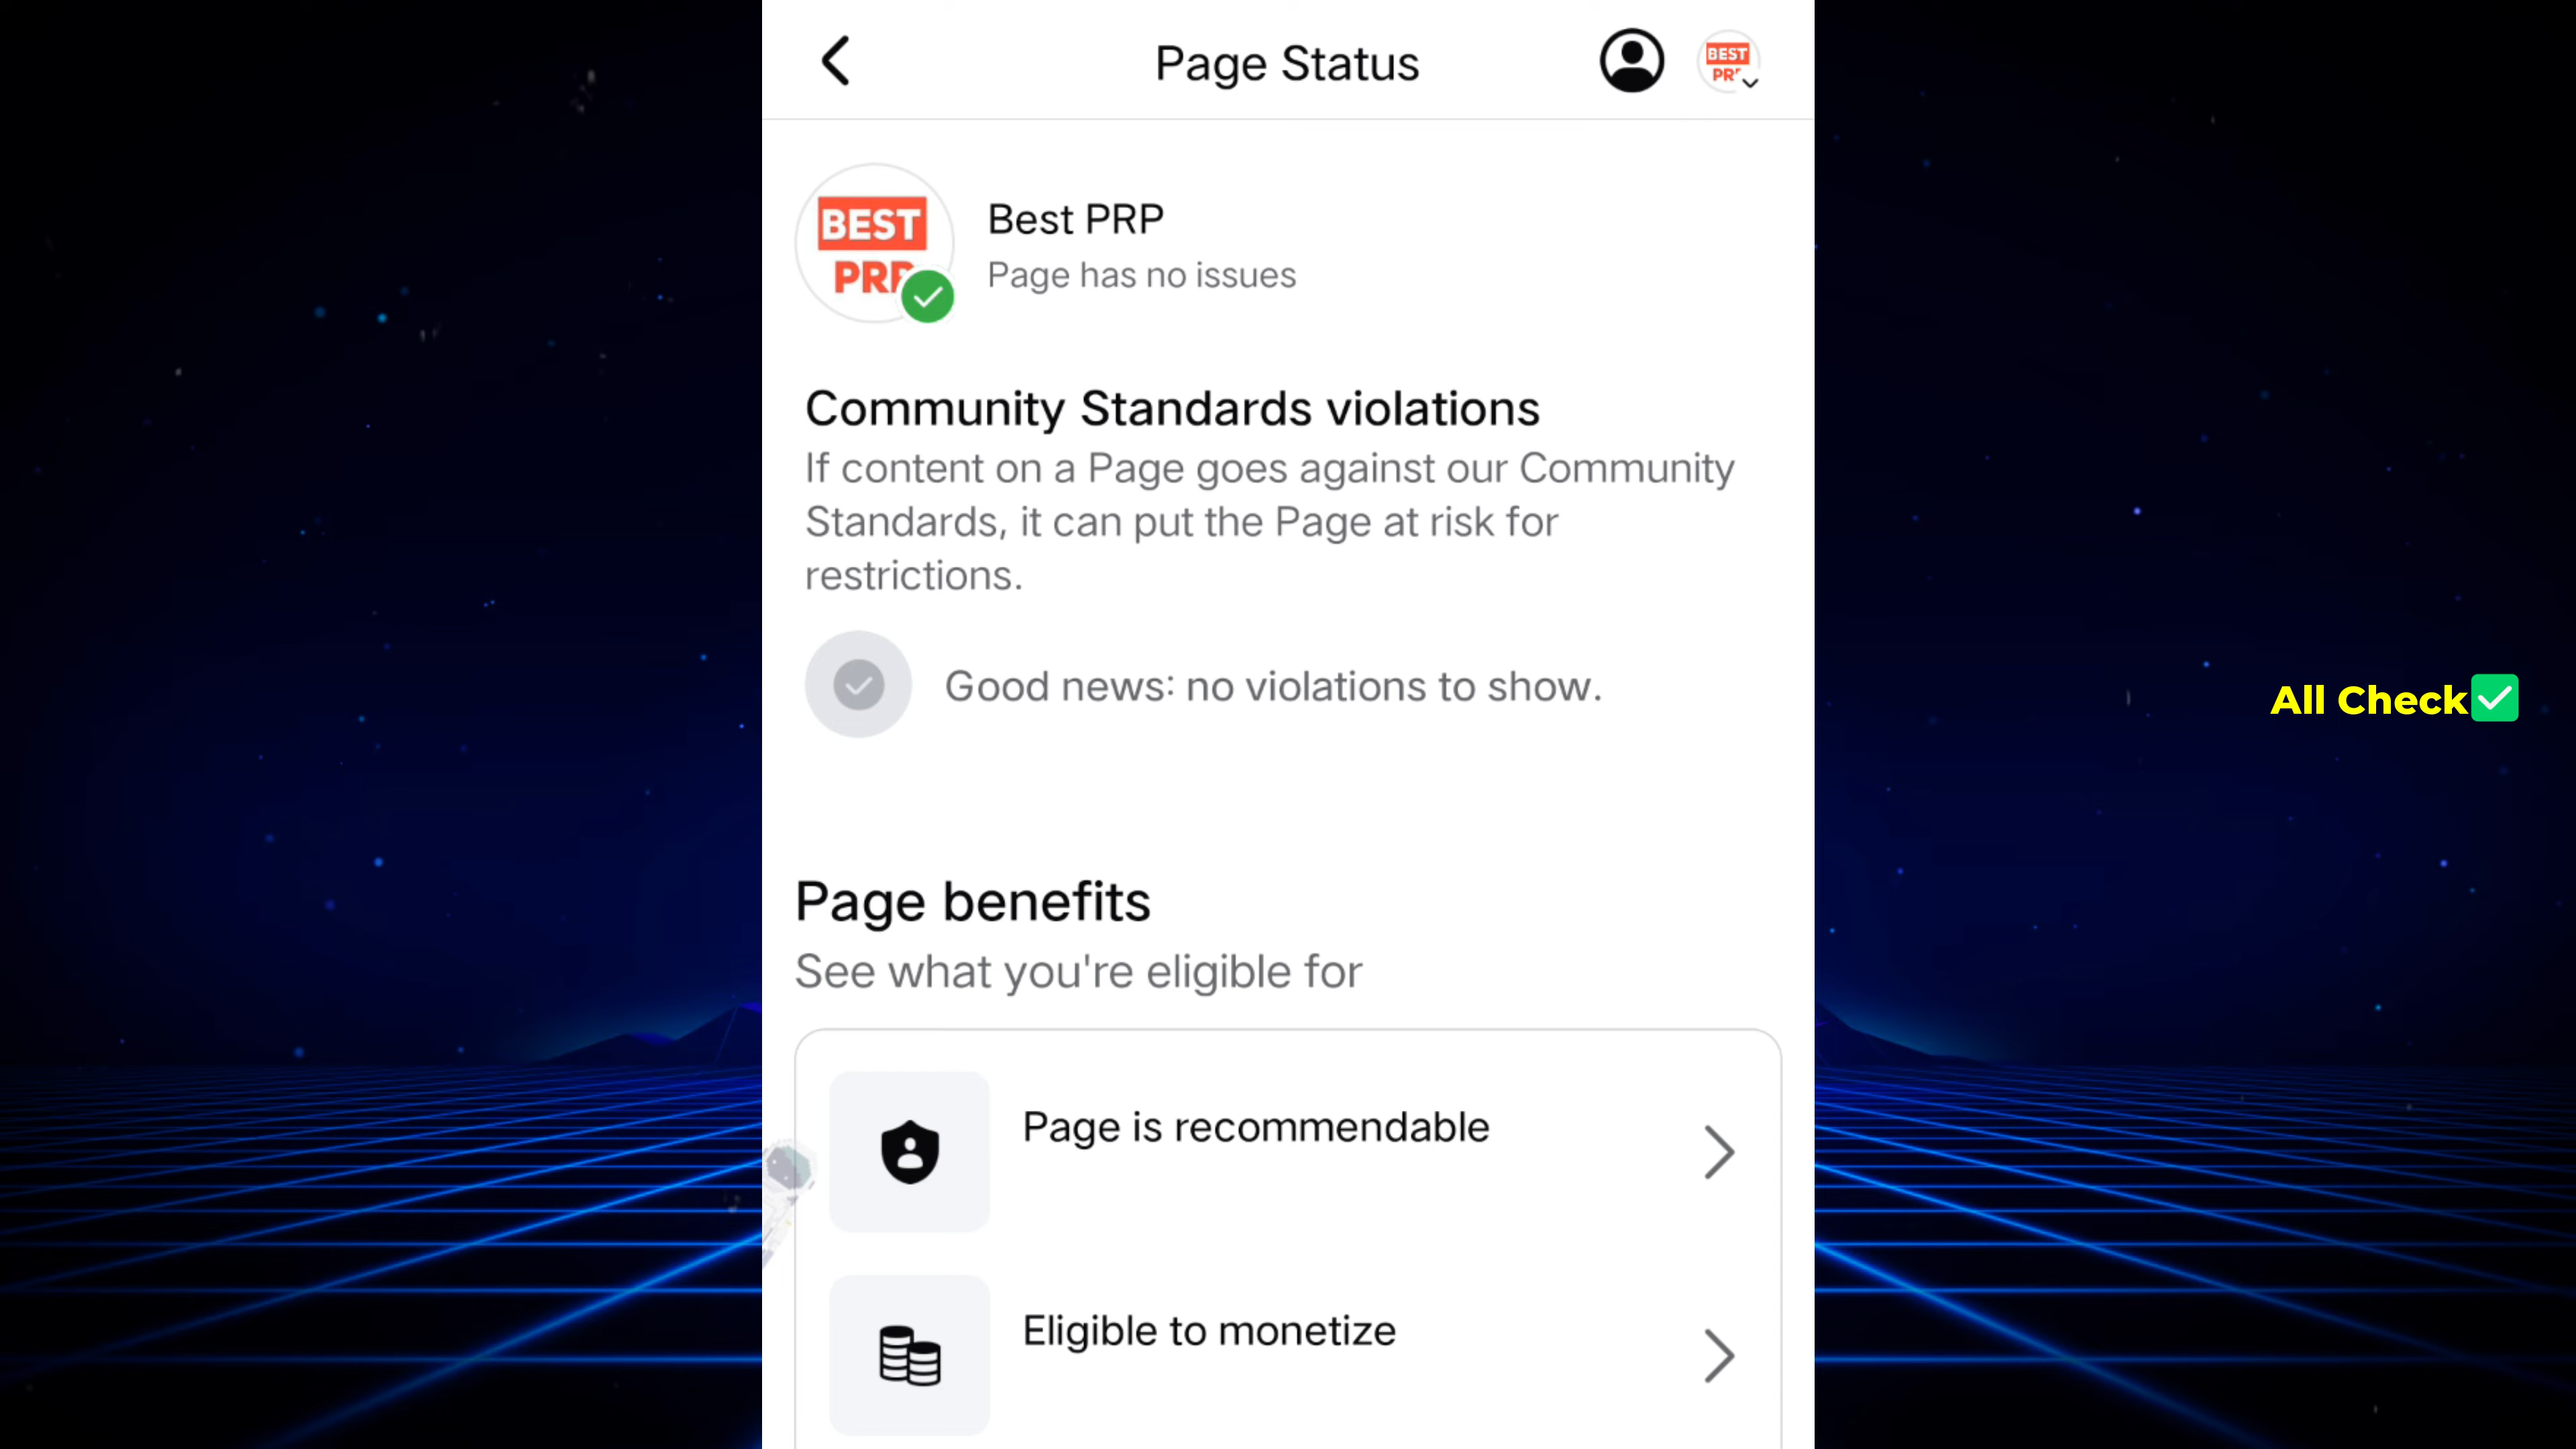 Page Status
BEST
PR
BEST
PRP
Best PRP
Page has no issues
Community Standards violations
If content on a Page goes against our Community
Standards, it can put the Page at risk for
restrictions.
Good news: no violations to show.
All Check✅
Page benefits
See what you're eligible for
Page is recommendable
Eligible to monetize